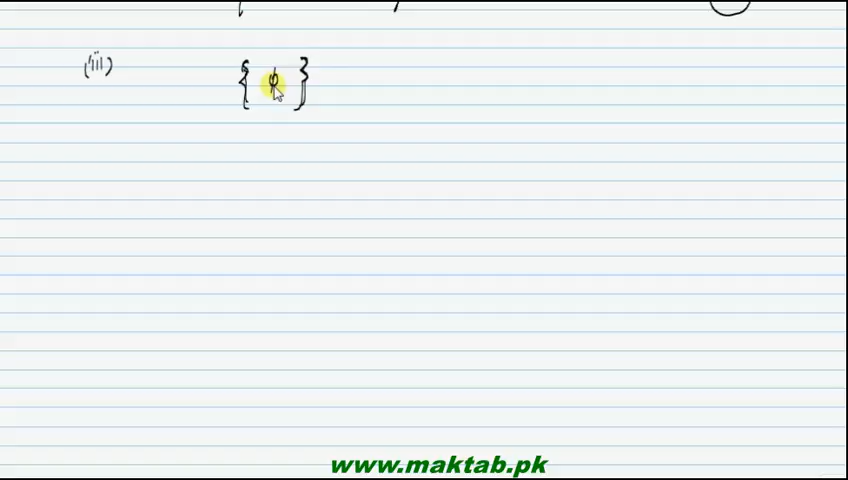 (iii) { φ }
www.maktab.pk